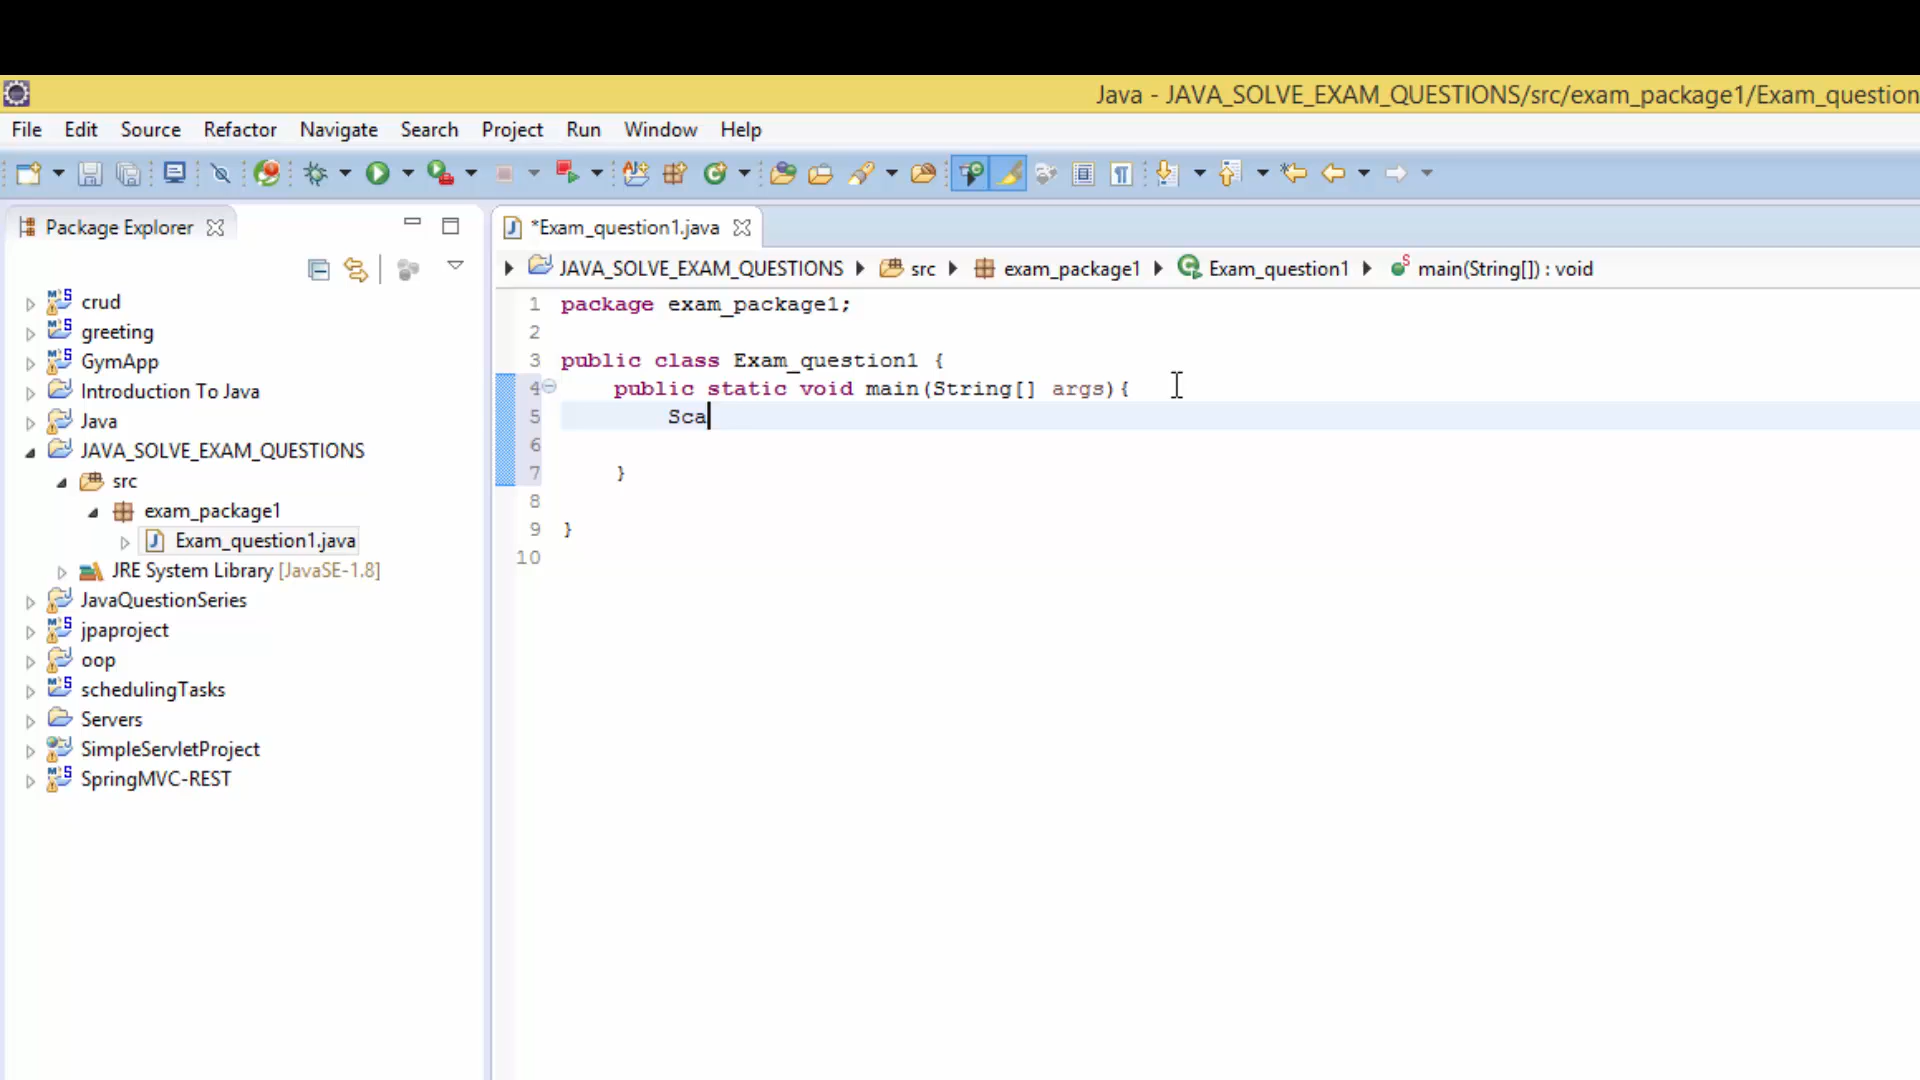 Java - JAVA_SOLVE_EXAM_QUESTIONS/src/exam_package1/Exam_question
File Edit Source Refactor Navigate Search Project Run Window Help
Package Explorer
*Exam_question1.java
JAVA_SOLVE_EXAM_QUESTIONS src exam_package1 Exam_question1 main(String[]) : void
crud
greeting
GymApp
Introduction To Java
Java
JAVA_SOLVE_EXAM_QUESTIONS
src
exam_package1
Exam_question1.java
JRE System Library [JavaSE-1.8]
JavaQuestionSeries
jpaproject
oop
schedulingTasks
Servers
SimpleServletProject
SpringMVC-REST
1 package exam_package1;
2
3 public class Exam_question1 {
4 public static void main(String[] args){
5 Sca
6
7 }
8
9 }
10